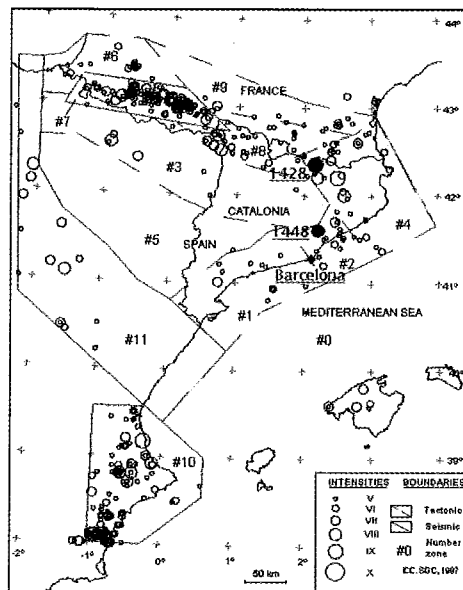 44°
#6
#9
FRANCE
43°
#7
#8
#3
1428
42°
CATALONIA
#4
1448
#5
SPAIN
#2
Barcelona
41°
#1
MEDITERRANEAN SEA
#11
#0
40°
39°
#10
INTENSITIES
BOUNDARIES
V
VI
VII
VIII
IX
X
Tectonic
Seismic
#0
Number zone
ICC.SGC, 1997
-2°
-1°
0°
50 km